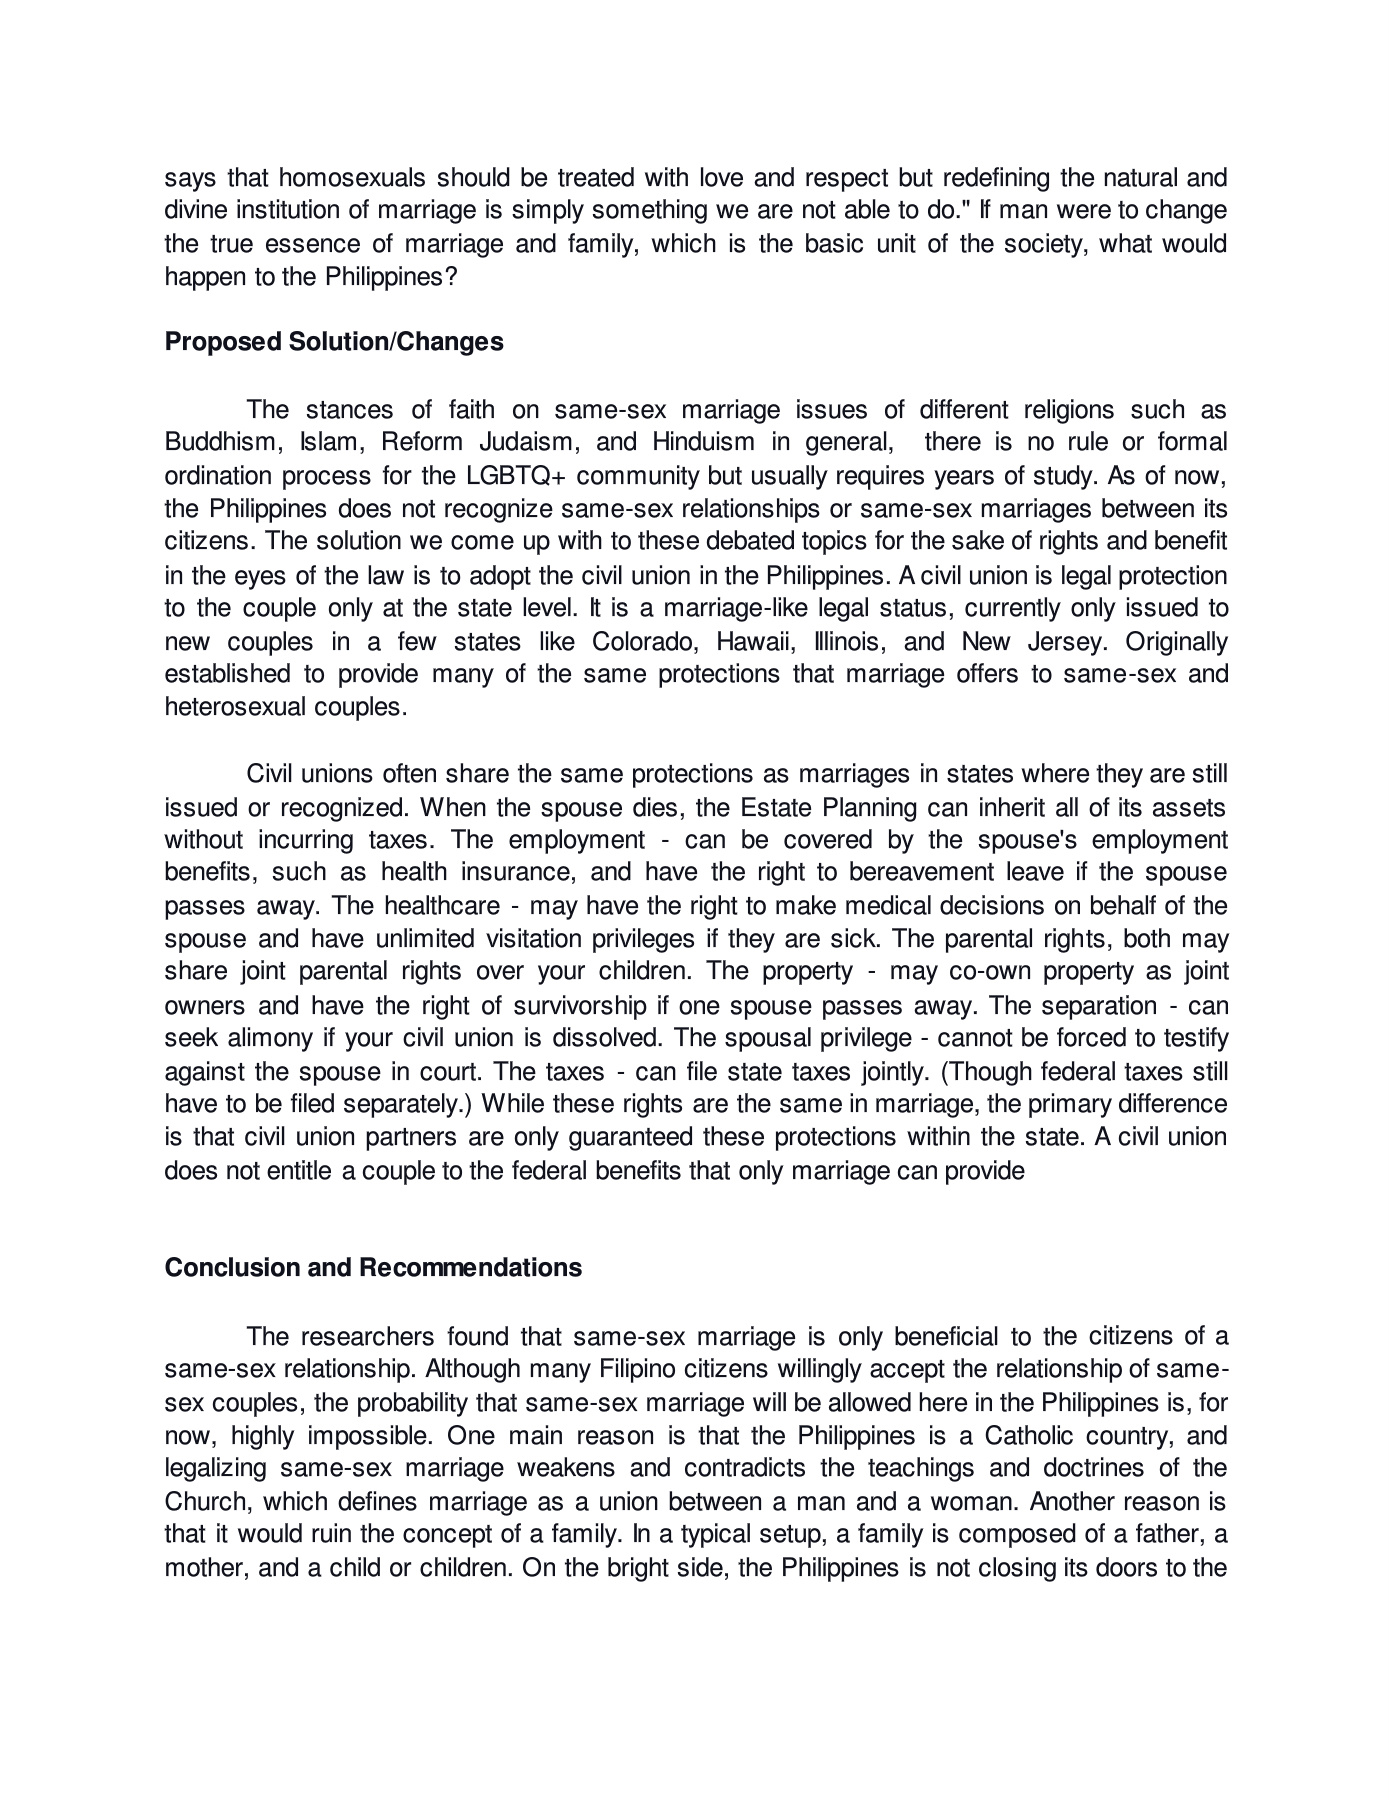 says that homosexuals should be treated with love and respect but redefining the natural and
divine institution of marriage is simply something we are not able to do." If man were to change
the true essence of marriage and family, which is the basic unit of the society, what would
happen to the Philippines?
Proposed Solution/Changes
The stances of faith on same-sex marriage issues of different religions such as
Buddhism, Islam, Reform Judaism, and Hinduism in general, there is no rule or formal
ordination process for the LGBTQ+ community but usually requires years of study. As of now,
the Philippines does not recognize same-sex relationships or same-sex marriages between its
citizens. The solution we come up with to these debated topics for the sake of rights and benefit
in the eyes of the law is to adopt the civil union in the Philippines. A civil union is legal protection
to the couple only at the state level. It is a marriage-like legal status, currently only issued to
new couples in a few states like Colorado, Hawaii, Illinois, and New Jersey. Originally
established to provide many of the same protections that marriage offers to same-sex and
heterosexual couples.
Civil unions often share the same protections as marriages in states where they are still
issued or recognized. When the spouse dies, the Estate Planning can inherit all of its assets
without incurring taxes. The employment - can be covered by the spouse's employment
benefits, such as health insurance, and have the right to bereavement leave if the spouse
passes away. The healthcare - may have the right to make medical decisions on behalf of the
spouse and have unlimited visitation privileges if they are sick. The parental rights, both may
share joint parental rights over your children. The property - may co-own property as joint
owners and have the right of survivorship if one spouse passes away. The separation - can
seek alimony if your civil union is dissolved. The spousal privilege - cannot be forced to testify
against the spouse in court. The taxes - can file state taxes jointly. (Though federal taxes still
have to be filed separately.) While these rights are the same in marriage, the primary difference
is that civil union partners are only guaranteed these protections within the state. A civil union
does not entitle a couple to the federal benefits that only marriage can provide
Conclusion and Recommendations
The researchers found that same-sex marriage is only beneficial to the citizens of a
same-sex relationship. Although many Filipino citizens willingly accept the relationship of same-
sex couples, the probability that same-sex marriage will be allowed here in the Philippines is, for
now, highly impossible. One main reason is that the Philippines is a Catholic country, and
legalizing same-sex marriage weakens and contradicts the teachings and doctrines of the
Church, which defines marriage as a union between a man and a woman. Another reason is
that it would ruin the concept of a family. In a typical setup, a family is composed of a father, a
mother, and a child or children. On the bright side, the Philippines is not closing its doors to the